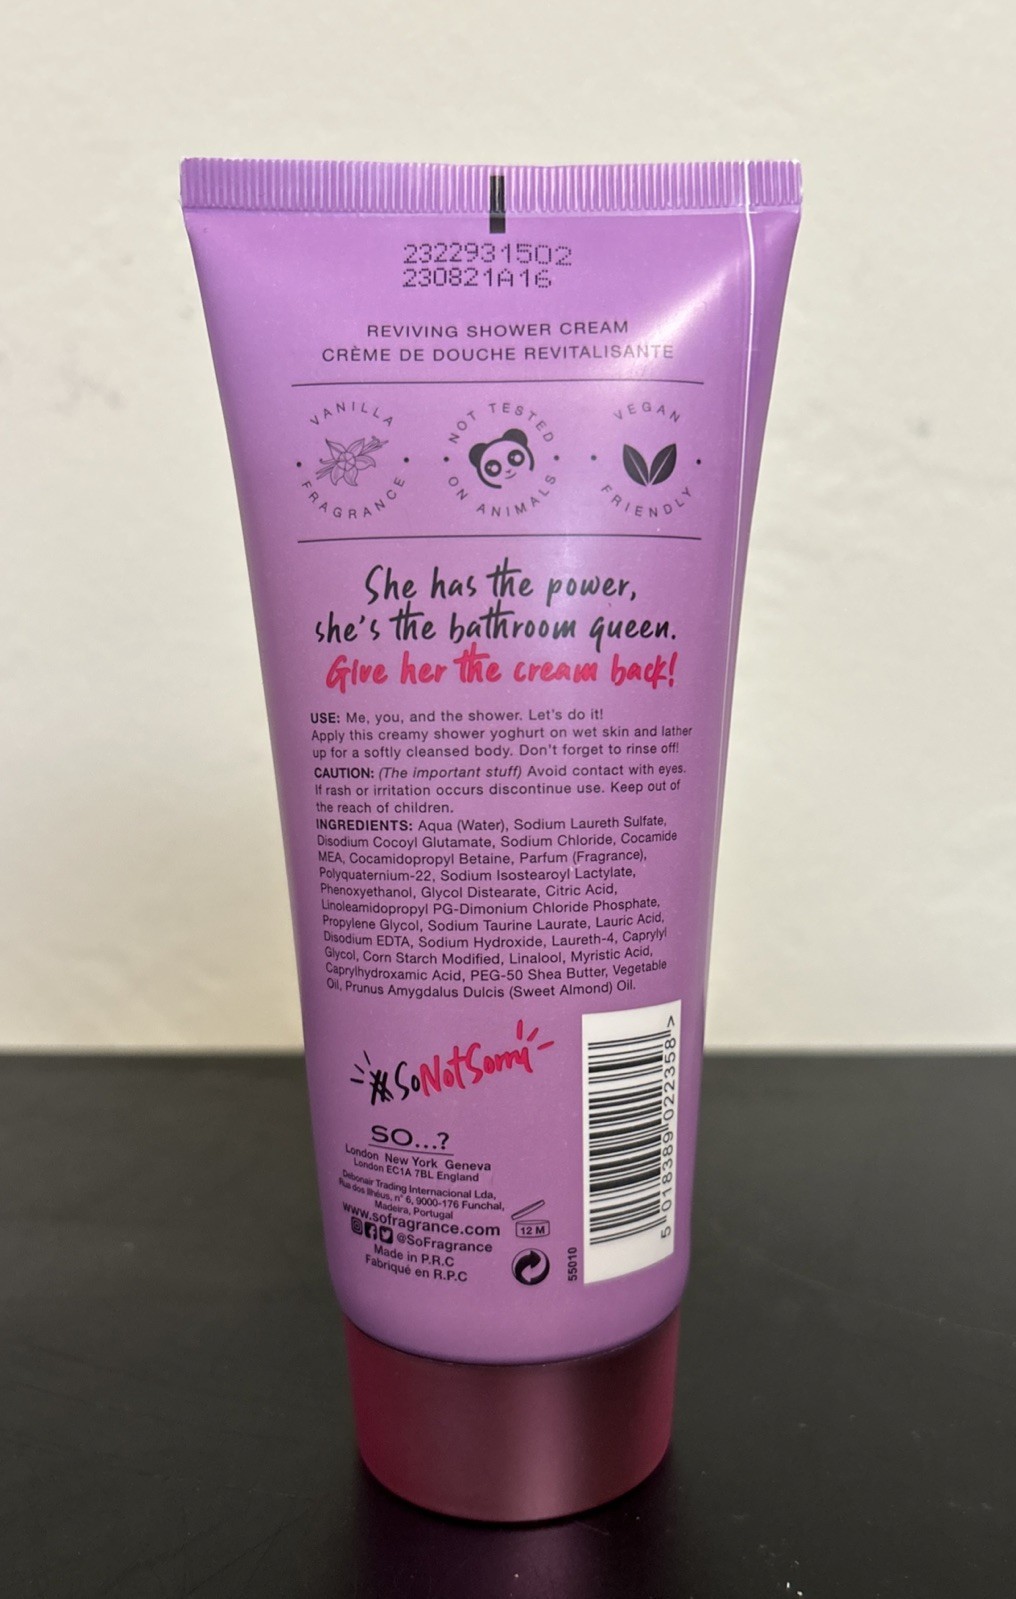 2322931502
230821A16
REVIVING SHOWER CREAM
CRÈME DE DOUCHE REVITALISANTE
VANILLA FRAGRANCE
NOT TESTED ON ANIMALS
VEGAN FRIENDLY
She has the power,
she's the bathroom queen.
Give her the cream back!
USE: Me, you, and the shower. Let's do it!
Apply this creamy shower yoghurt on wet skin and lather
up for a softly cleansed body. Don't forget to rinse off!
CAUTION: (The important stuff) Avoid contact with eyes.
If rash or irritation occurs discontinue use. Keep out of
the reach of children.
INGREDIENTS: Aqua (Water), Sodium Laureth Sulfate,
Disodium Cocoyl Glutamate, Sodium Chloride, Cocamide
MEA, Cocamidopropyl Betaine, Parfum (Fragrance),
Polyquaternium-22, Sodium Isostearoyl Lactylate,
Phenoxyethanol, Glycol Distearate, Citric Acid,
Linoleamidopropyl PG-Dimonium Chloride Phosphate,
Propylene Glycol, Sodium Taurine Laurate, Lauric Acid,
Disodium EDTA, Sodium Hydroxide, Laureth-4, Caprylyl
Glycol, Corn Starch Modified, Linalool, Myristic Acid,
Caprylhydroxamic Acid, PEG-50 Shea Butter, Vegetable
Oil, Prunus Amygdalus Dulcis (Sweet Almond) Oil.
#SoNotSorry
SO...?
London New York Geneva
London EC1A 7BL England
Debonair Trading Internacional Lda,
Rua dos Ilhéus, nº 6, 9000-176 Funchal,
Madeira, Portugal
www.sofragrance.com
@SoFragrance
Made in P.R.C
Fabriqué en R.P.C
12 M
55010
5 018389 022358 >